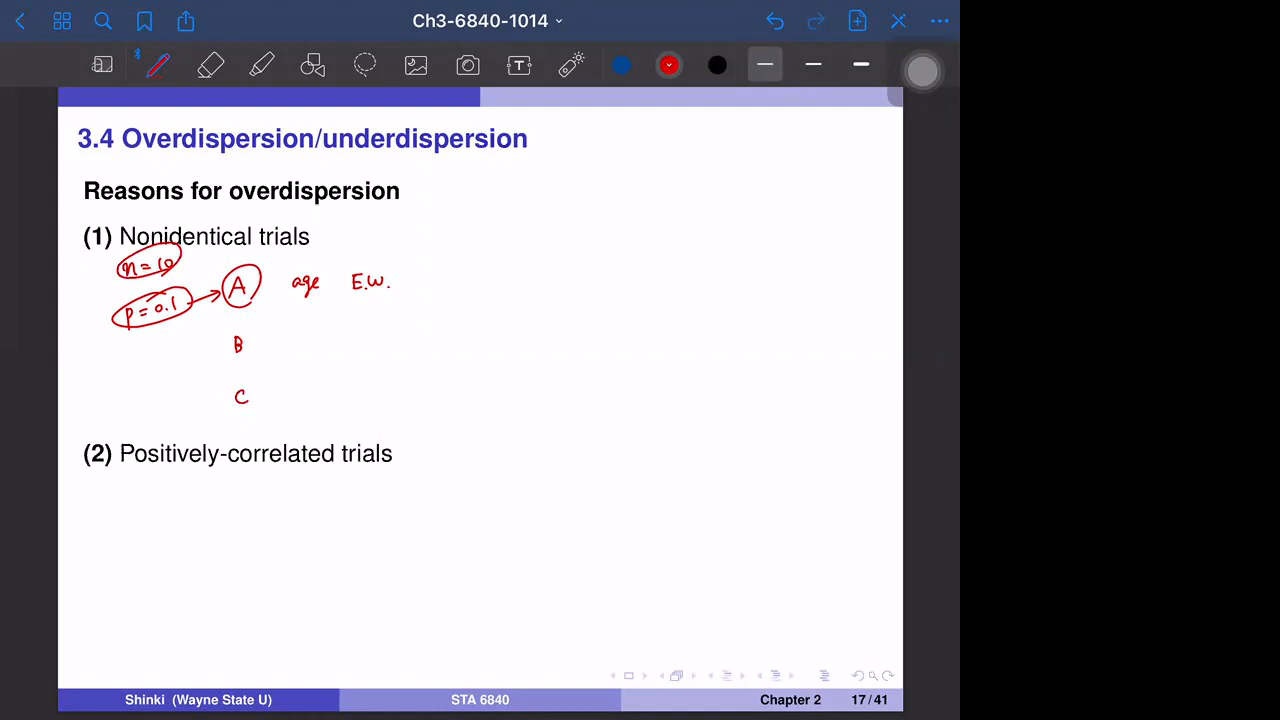 Ch3-6840-1014
T
3.4 Overdispersion/underdispersion
Reasons for overdispersion
(1) Nonidentical trials
n = 10
p = 0.1 A age E.W.
B
C
(2) Positively-correlated trials
Shinki (Wayne State U) STA 6840 Chapter 2 17 / 41